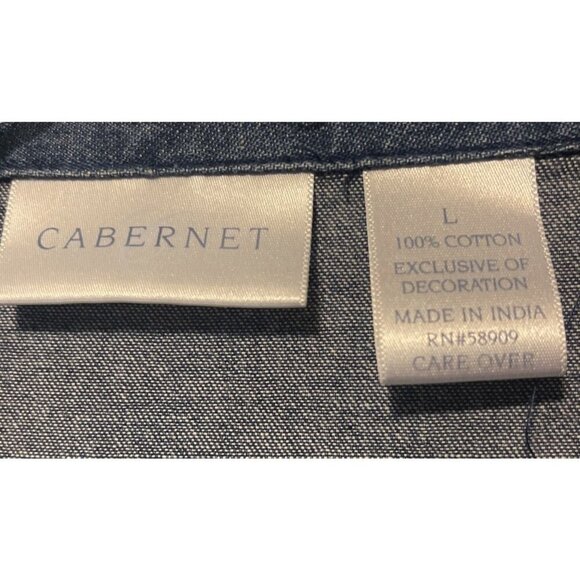 CABERNET
L
100% COTTON
EXCLUSIVE OF
DECORATION
MADE IN INDIA
RN#58909
CARE OVER